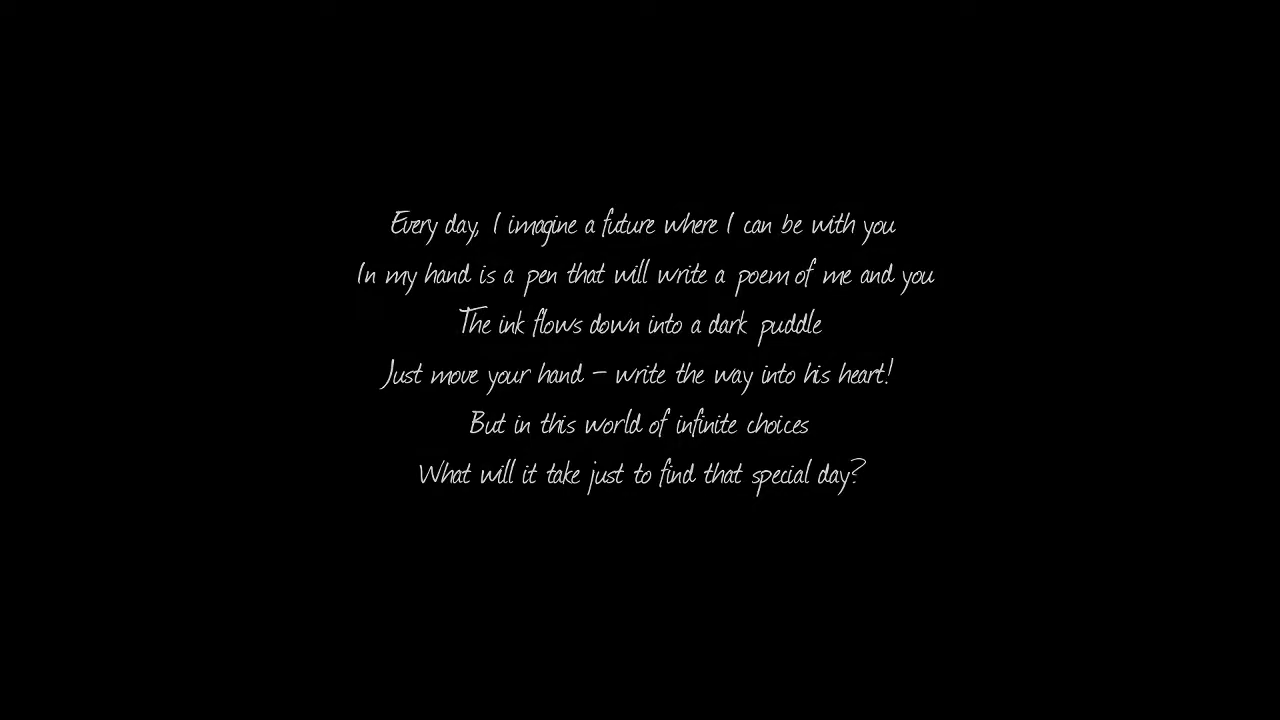 Every day, I imagine a future where I can be with you
In my hand is a pen that will write a poem of me and you
The ink flows down into a dark puddle
Just move your hand - write the way into his heart!
But in this world of infinite choices
What will it take just to find that special day?